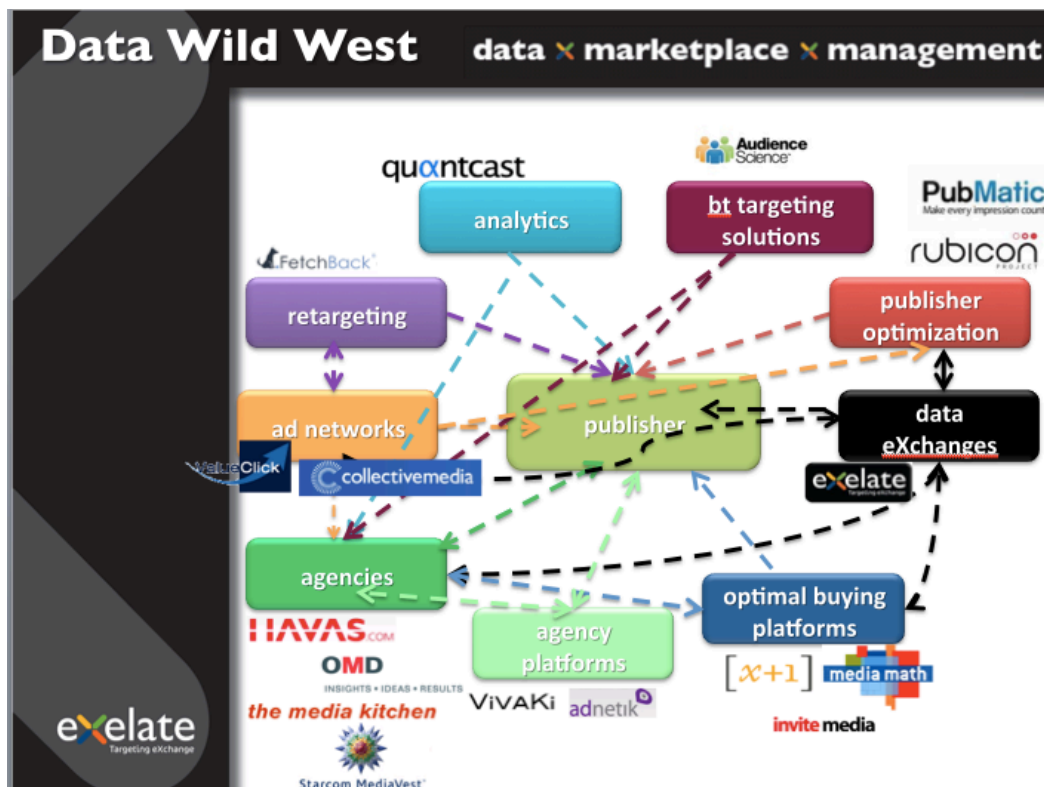 Data Wild West
data x marketplace x management
quantcast
Audience
Science
analytics
bt targeting
solutions
PubMatic
Make every impression count
rubicon
PROJECT
FetchBack
retargeting
publisher
optimization
ad networks
publisher
data
eXchanges
ValueClick
collectivemedia
exelate
Targeting eXchange
agencies
agency
platforms
optimal buying
platforms
HAVAS.COM
OMD
INSIGHTS • IDEAS • RESULTS
the media kitchen
Starcom MediaVest
VivaKi
adnetik
[x+1]
media math
invite media
exelate
Targeting eXchange